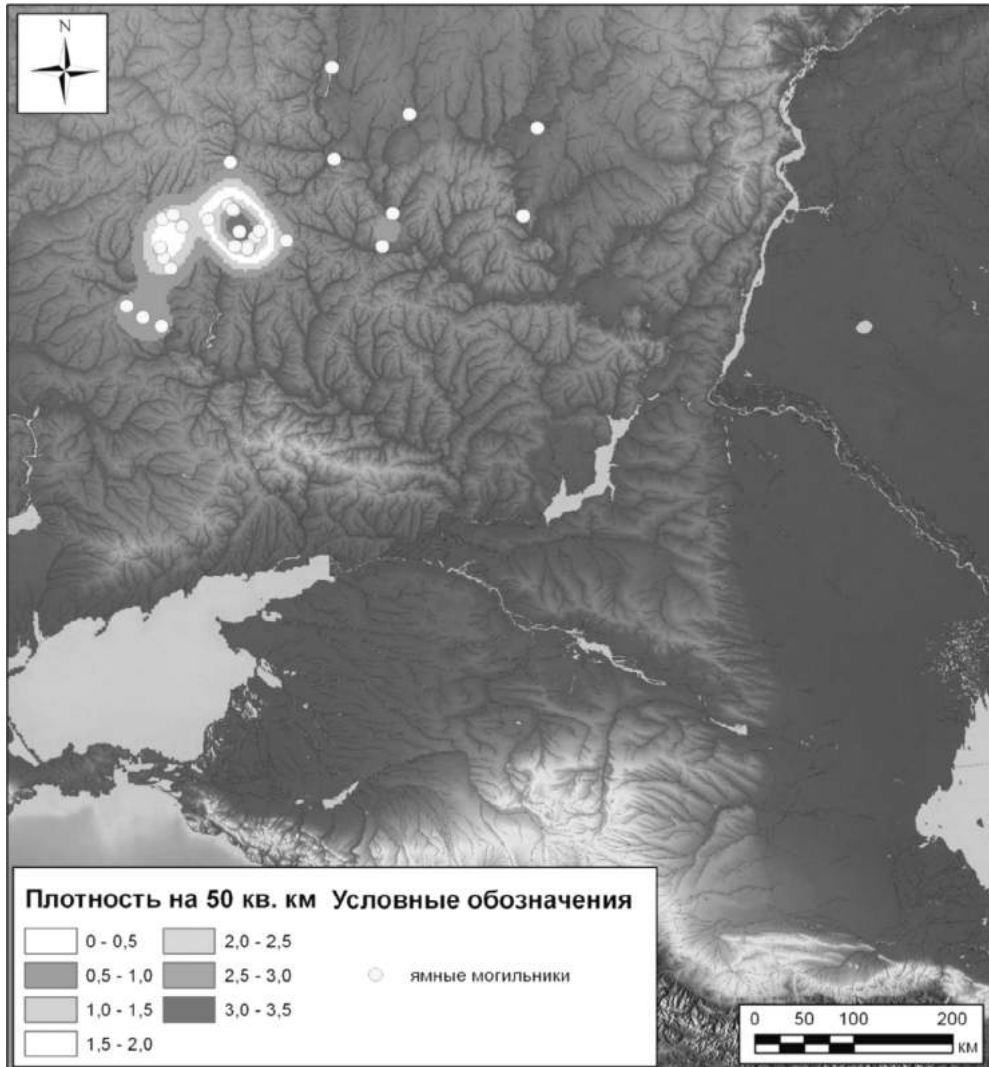 N
Плотность на 50 кв. км
0 - 0,5
0,5 - 1,0
1,0 - 1,5
1,5 - 2,0
2,0 - 2,5
2,5 - 3,0
3,0 - 3,5
Условные обозначения
ямные могильники
0 50 100 200
км